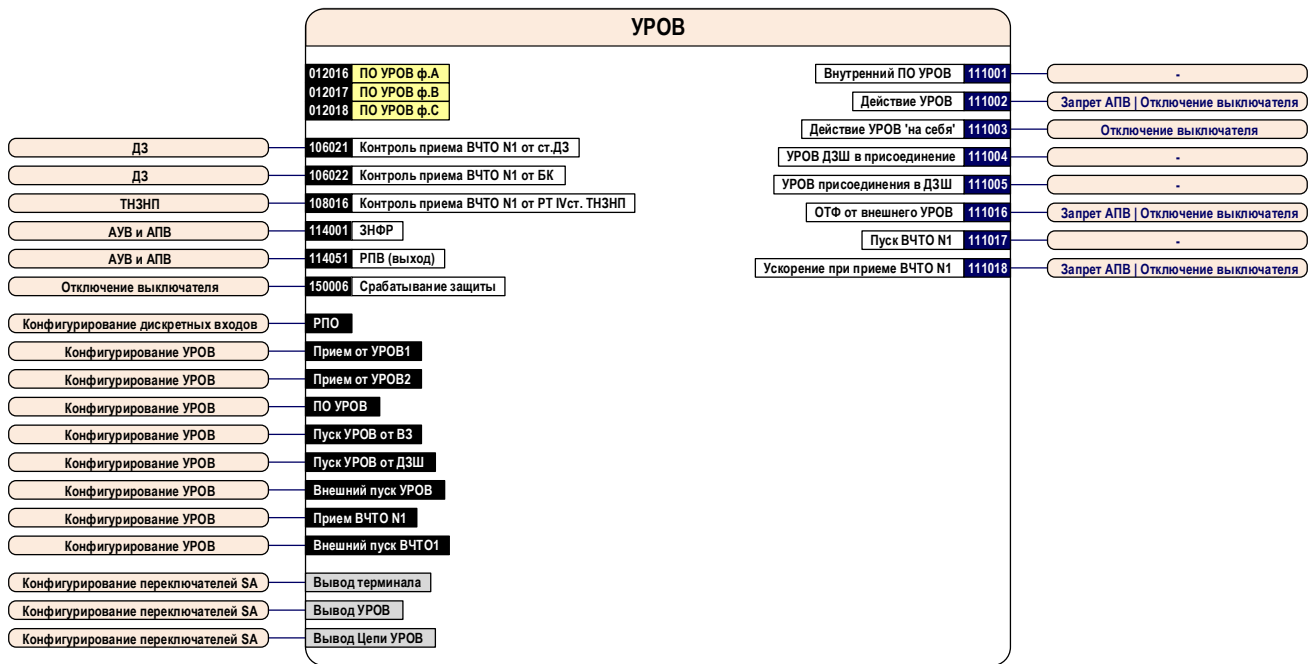 УРОВ
012016 ПО УРОВ ф.А
012017 ПО УРОВ ф.В
012018 ПО УРОВ ф.С
ДЗ 106021 Контроль приема ВЧТО N1 от ст.ДЗ
ДЗ 106022 Контроль приема ВЧТО N1 от БК
ТНЗНП 108016 Контроль приема ВЧТО N1 от РТ IVст. ТНЗНП
АУВ и АПВ 114001 ЗНФР
АУВ и АПВ 114051 РПВ (выход)
Отключение выключателя 150006 Срабатывание защиты
Конфигурирование дискретных входов РПО
Конфигурирование УРОВ Прием от УРОВ1
Конфигурирование УРОВ Прием от УРОВ2
Конфигурирование УРОВ ПО УРОВ
Конфигурирование УРОВ Пуск УРОВ от ВЗ
Конфигурирование УРОВ Пуск УРОВ от ДЗШ
Конфигурирование УРОВ Внешний пуск УРОВ
Конфигурирование УРОВ Прием ВЧТО N1
Конфигурирование УРОВ Внешний пуск ВЧТО1
Конфигурирование переключателей SA Вывод терминала
Конфигурирование переключателей SA Вывод УРОВ
Конфигурирование переключателей SA Вывод Цепи УРОВ
Внутренний ПО УРОВ 111001 -
Действие УРОВ 111002 Запрет АПВ | Отключение выключателя
Действие УРОВ 'на себя' 111003 Отключение выключателя
УРОВ ДЗШ в присоединение 111004 -
УРОВ присоединения в ДЗШ 111005 -
ОТФ от внешнего УРОВ 111016 Запрет АПВ | Отключение выключателя
Пуск ВЧТО N1 111017 -
Ускорение при приеме ВЧТО N1 111018 Запрет АПВ | Отключение выключателя